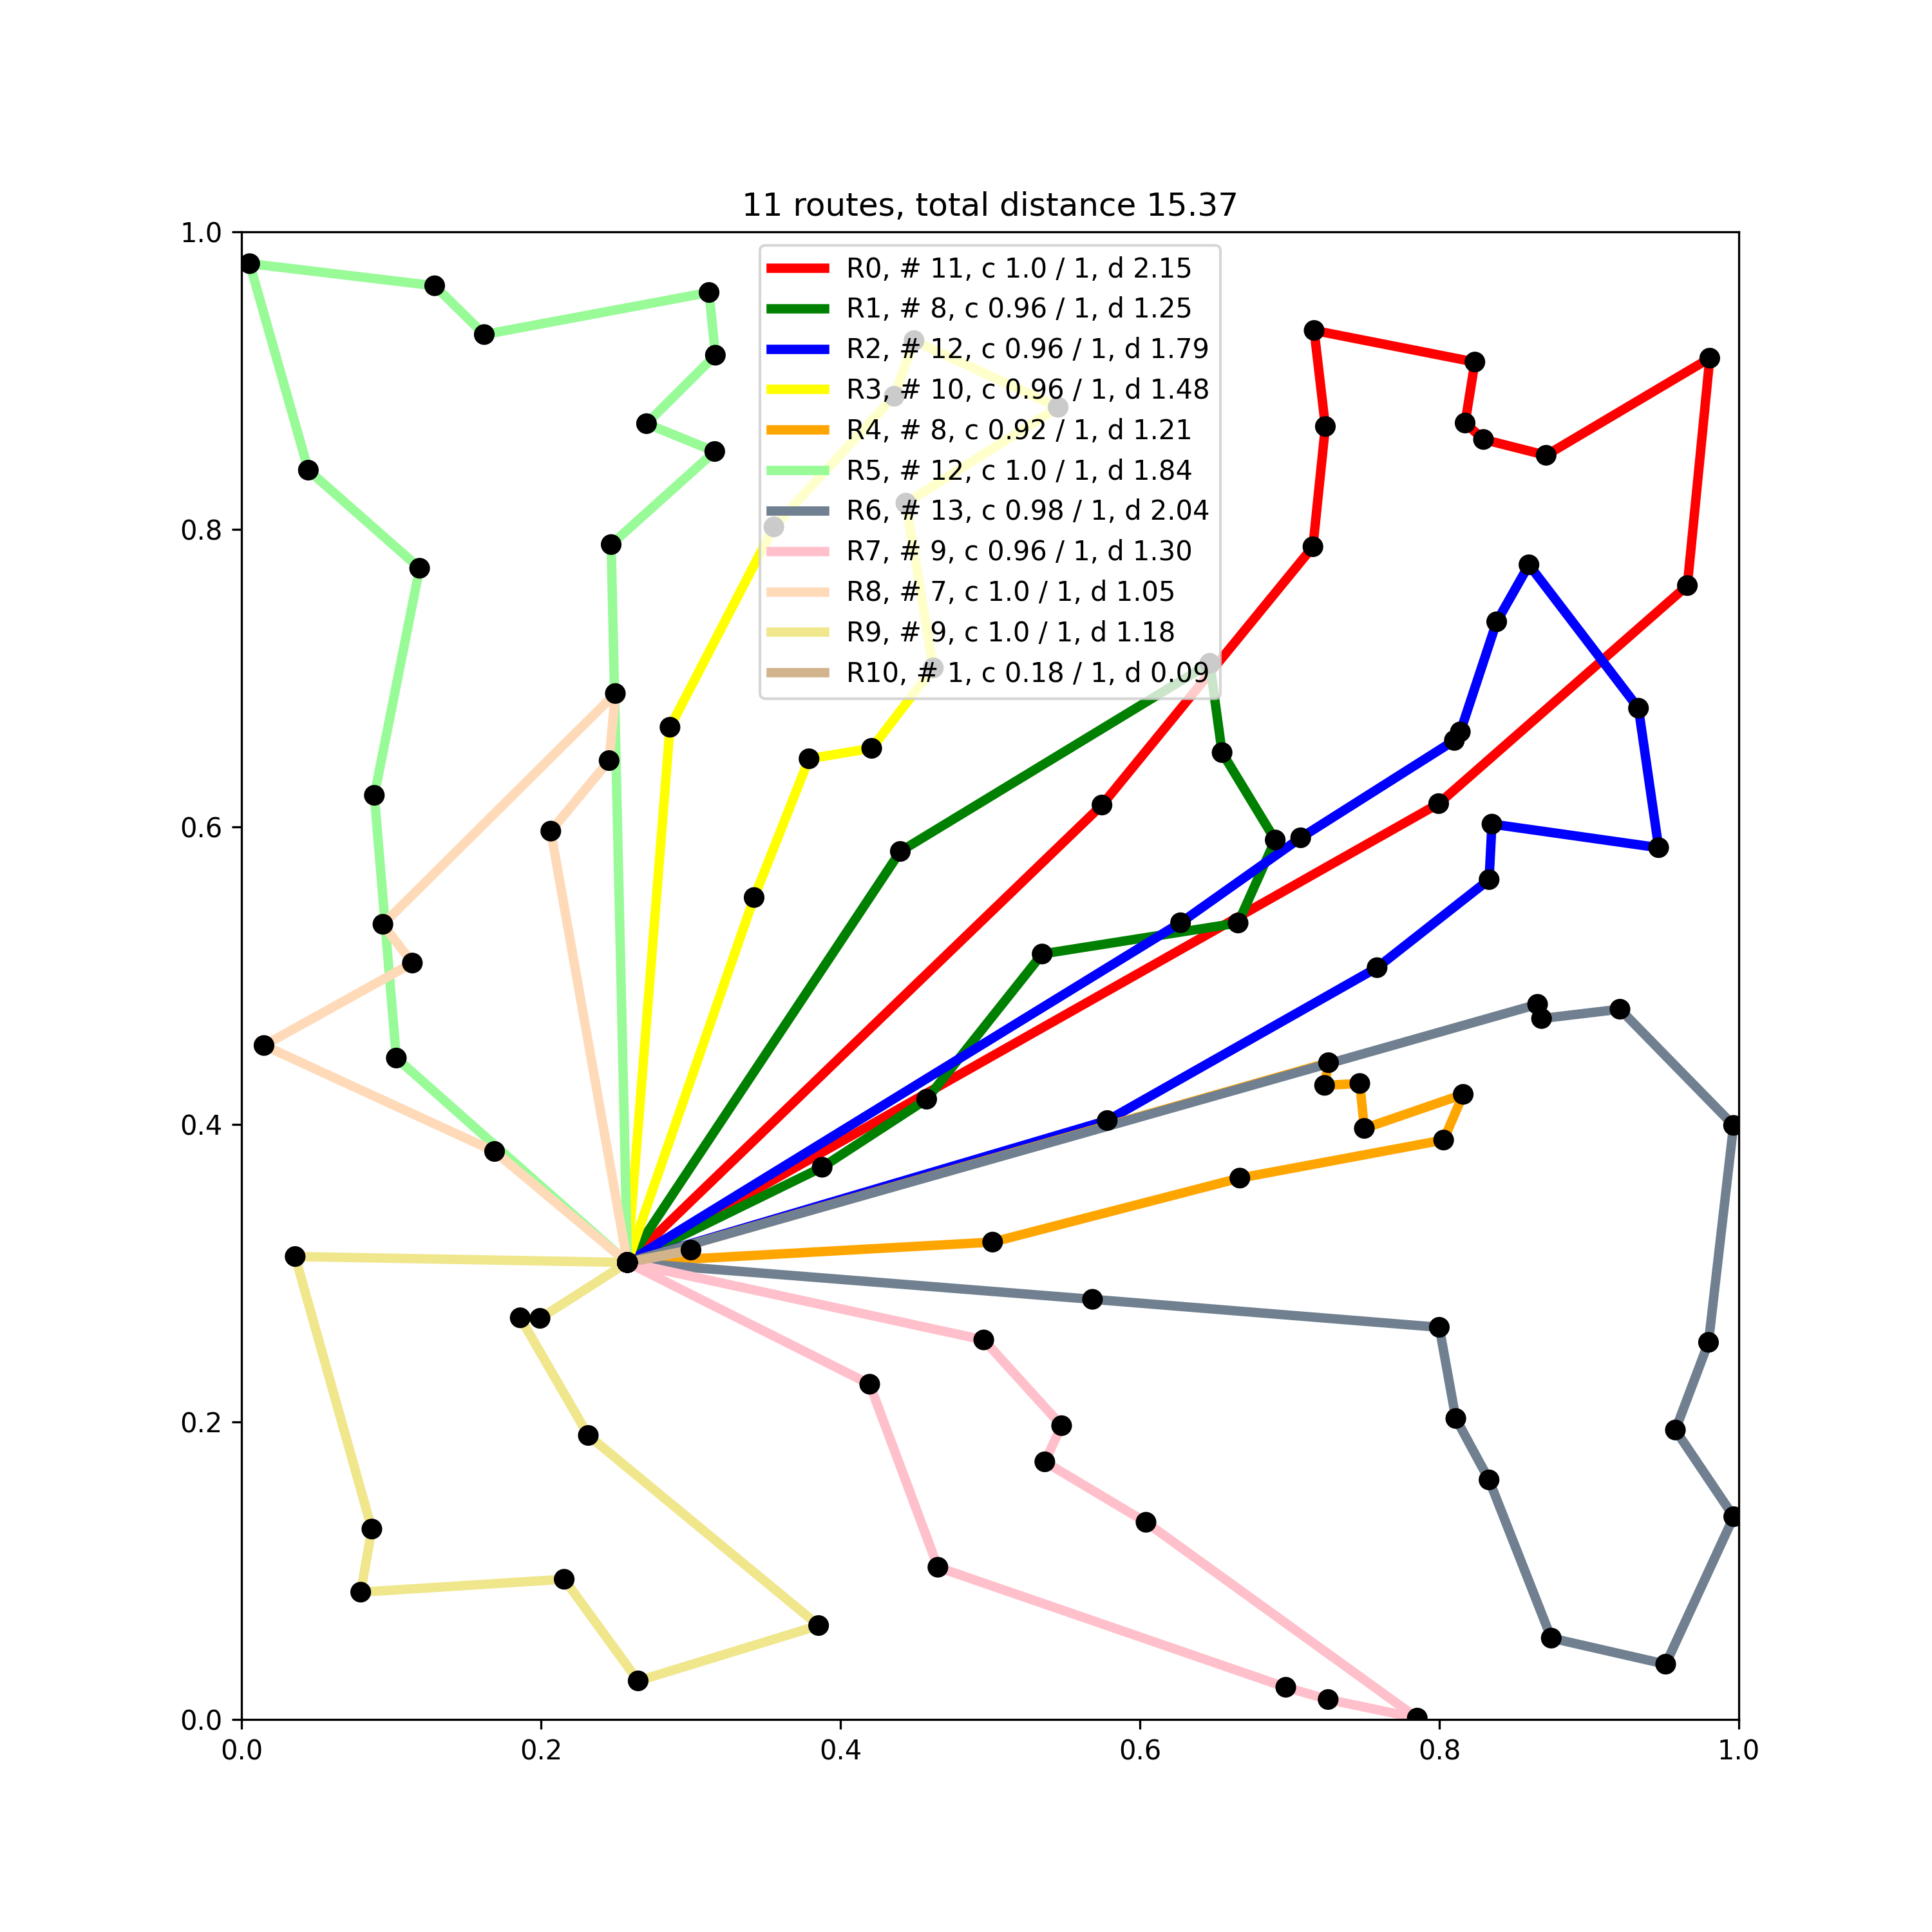 11 routes, total distance 15.37
1.0
R0, # 11, c 1.0 / 1, d 2.15
R1, # 8, c 0.96 / 1, d 1.25
R2, # 12, c 0.96 / 1, d 1.79
R3, # 10, c 0.96 / 1, d 1.48
R4, # 8, c 0.92 / 1, d 1.21
R5, # 12, c 1.0 / 1, d 1.84
R6, # 13, c 0.98 / 1, d 2.04
R7, # 9, c 0.96 / 1, d 1.30
R8, # 7, c 1.0 / 1, d 1.05
R9, # 9, c 1.0 / 1, d 1.18
R10, # 1, c 0.18 / 1, d 0.09
0.8
0.6
0.4
0.2
0.0
0.0 0.2 0.4 0.6 0.8 1.0